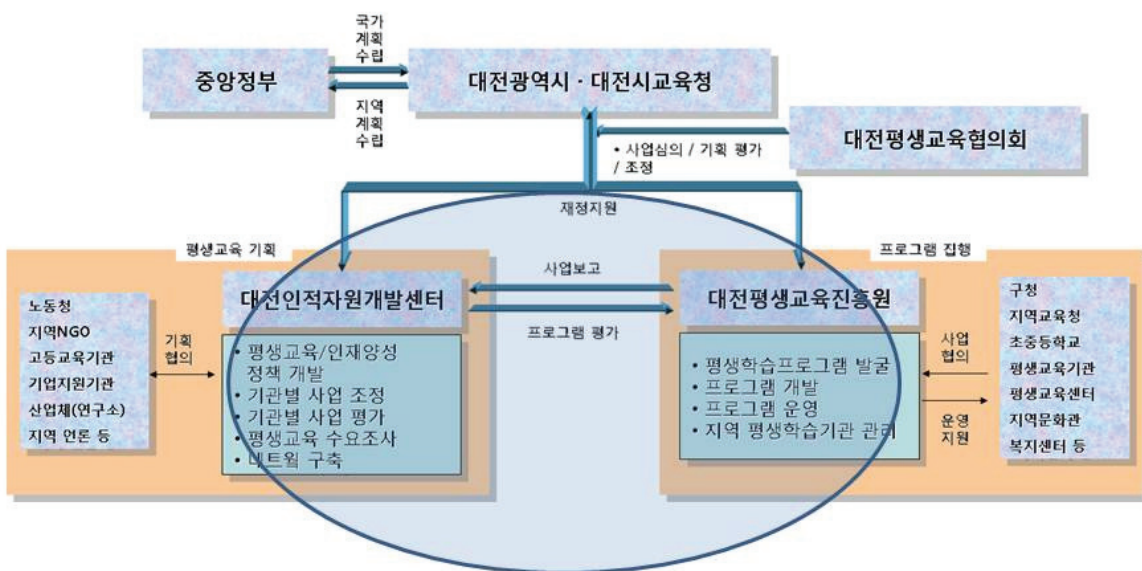 국가
계획
수립
중앙정부
대전광역시 · 대전시교육청
지역
계획
수립
대전평생교육협의회
• 사업심의 / 기획 평가
/ 조정
재정지원
평생교육 기획
프로그램 집행
대전인적자원개발센터
사업보고
프로그램 평가
대전평생교육진흥원
노동청
지역NGO
고등교육기관
기업지원기관
산업체(연구소)
지역 언론 등
기획
협의
• 평생교육/인재양성
정책 개발
• 기관별 사업 조정
• 기관별 사업 평가
• 평생교육 수요조사
• 네트웤 구축
• 평생학습프로그램 발굴
• 프로그램 개발
• 프로그램 운영
• 지역 평생학습기관 관리
사업
협의
운영
지원
구청
지역교육청
초중등학교
평생교육기관
평생교육센터
지역문화관
복지센터 등